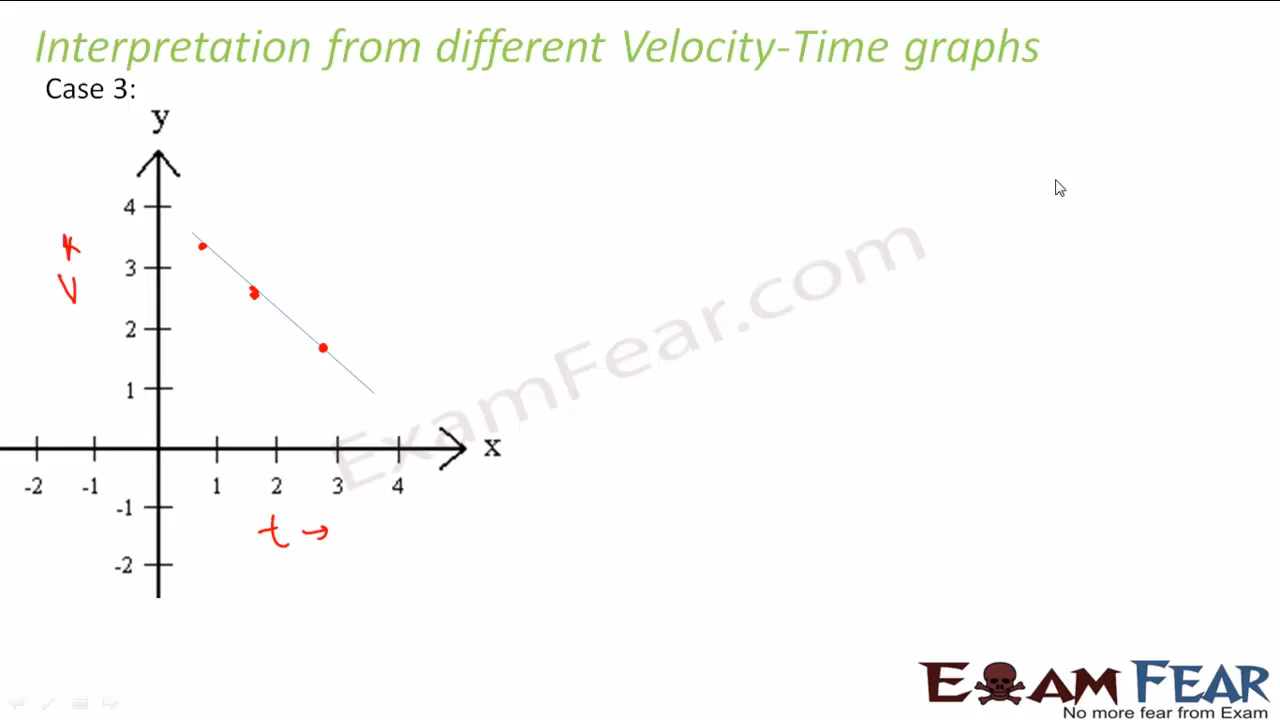 Interpretation from different Velocity-Time graphs
Case 3:
y
4
3
V
2
1
x
-2 -1 1 2 3 4
-1
t →
-2
ExamFear.com
EXAM FEAR
No more fear from Exam